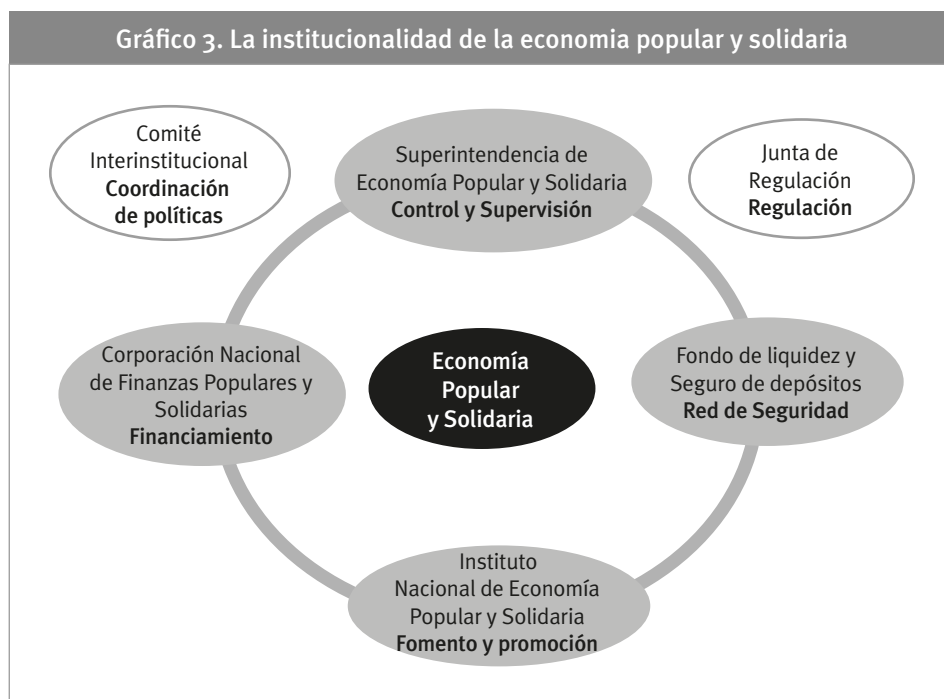 Gráfico 3. La institucionalidad de la economia popular y solidaria
Comité
Interinstitucional
Coordinación
de políticas
Superintendencia de
Economía Popular y Solidaria
Control y Supervisión
Junta de
Regulación
Regulación
Corporación Nacional
de Finanzas Populares y
Solidarias
Financiamiento
Economía
Popular
y Solidaria
Fondo de liquidez y
Seguro de depósitos
Red de Seguridad
Instituto
Nacional de Economía
Popular y Solidaria
Fomento y promoción